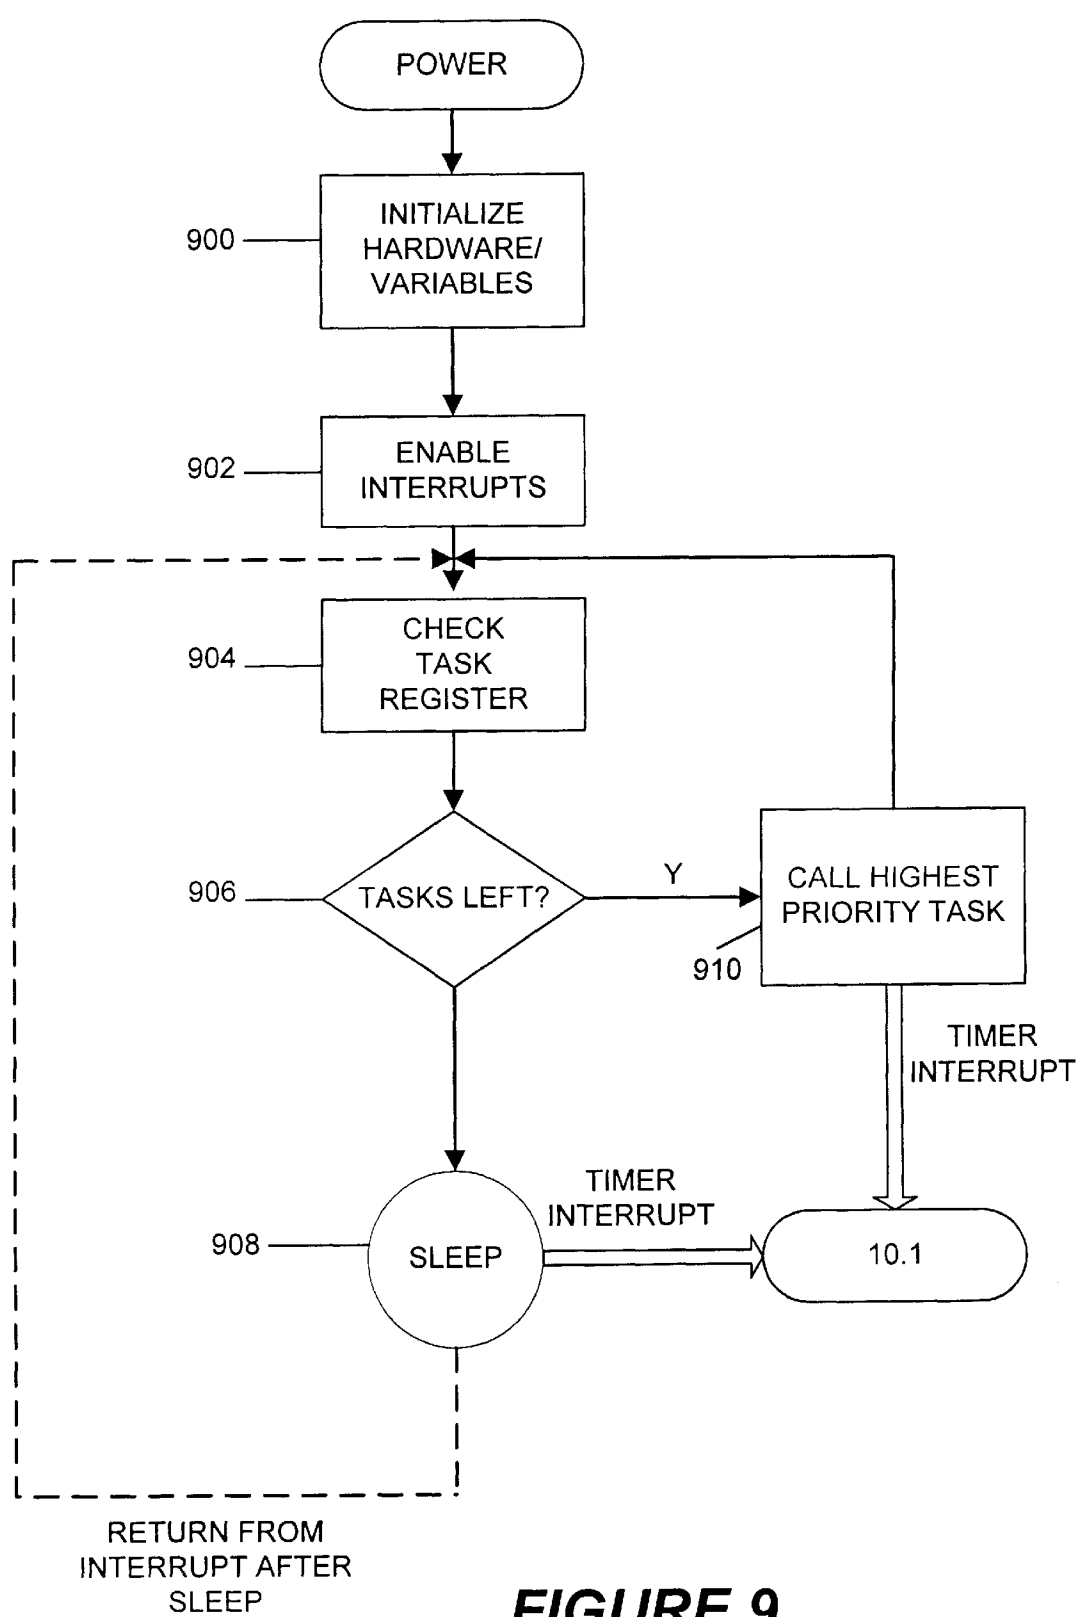 POWER
INITIALIZE
HARDWARE/
VARIABLES
900
ENABLE
INTERRUPTS
902
CHECK
TASK
REGISTER
904
TASKS LEFT?
906
Y
CALL HIGHEST
PRIORITY TASK
910
TIMER
INTERRUPT
TIMER
INTERRUPT
908
SLEEP
10.1
RETURN FROM
INTERRUPT AFTER
SLEEP
FIGURE 9